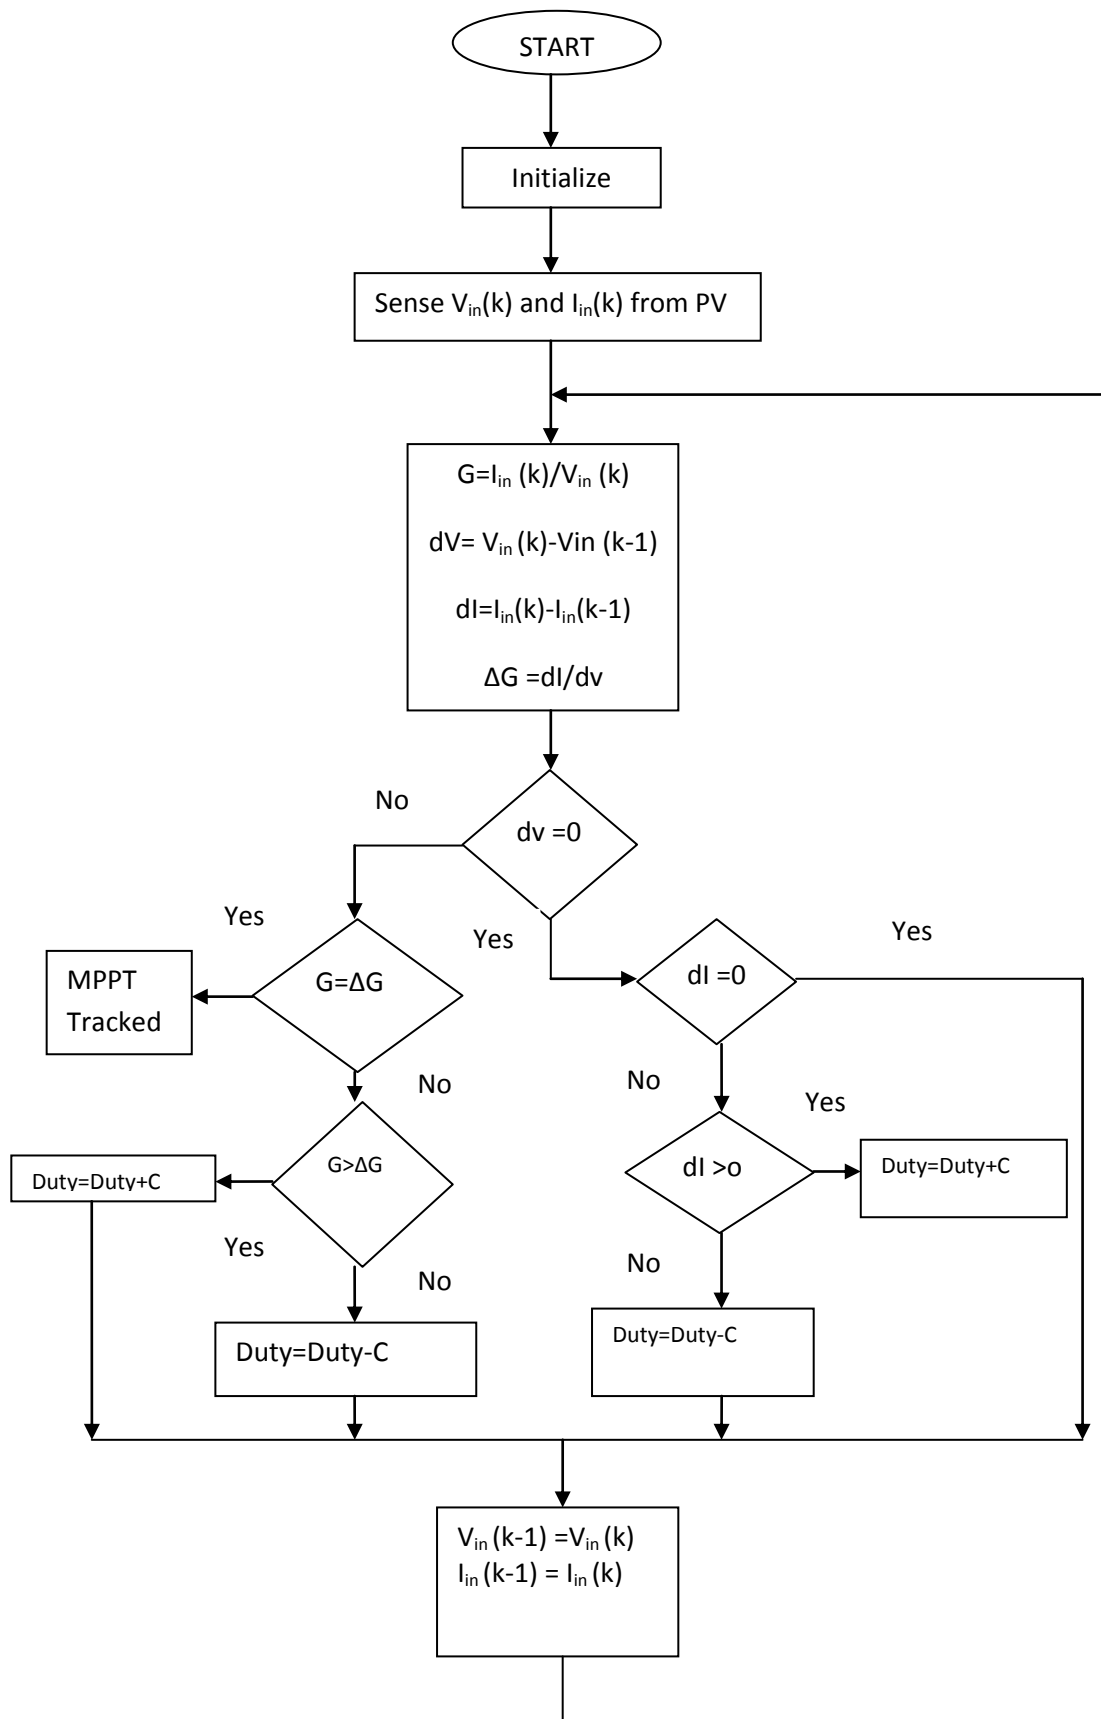 START
Initialize
Sense Vin(k) and Iin(k) from PV
G=Iin (k)/Vin (k)
dV= Vin (k)-Vin (k-1)
dI=Iin(k)-Iin(k-1)
ΔG =dI/dv
No
dv =0
Yes
Yes
Yes
dI =0
G=ΔG
MPPT
Tracked
No
No
Yes
G>ΔG
dI >o
Duty=Duty+C
Duty=Duty+C
Yes
No
No
Duty=Duty-C
Duty=Duty-C
Vin (k-1) =Vin (k)
Iin (k-1) = Iin (k)